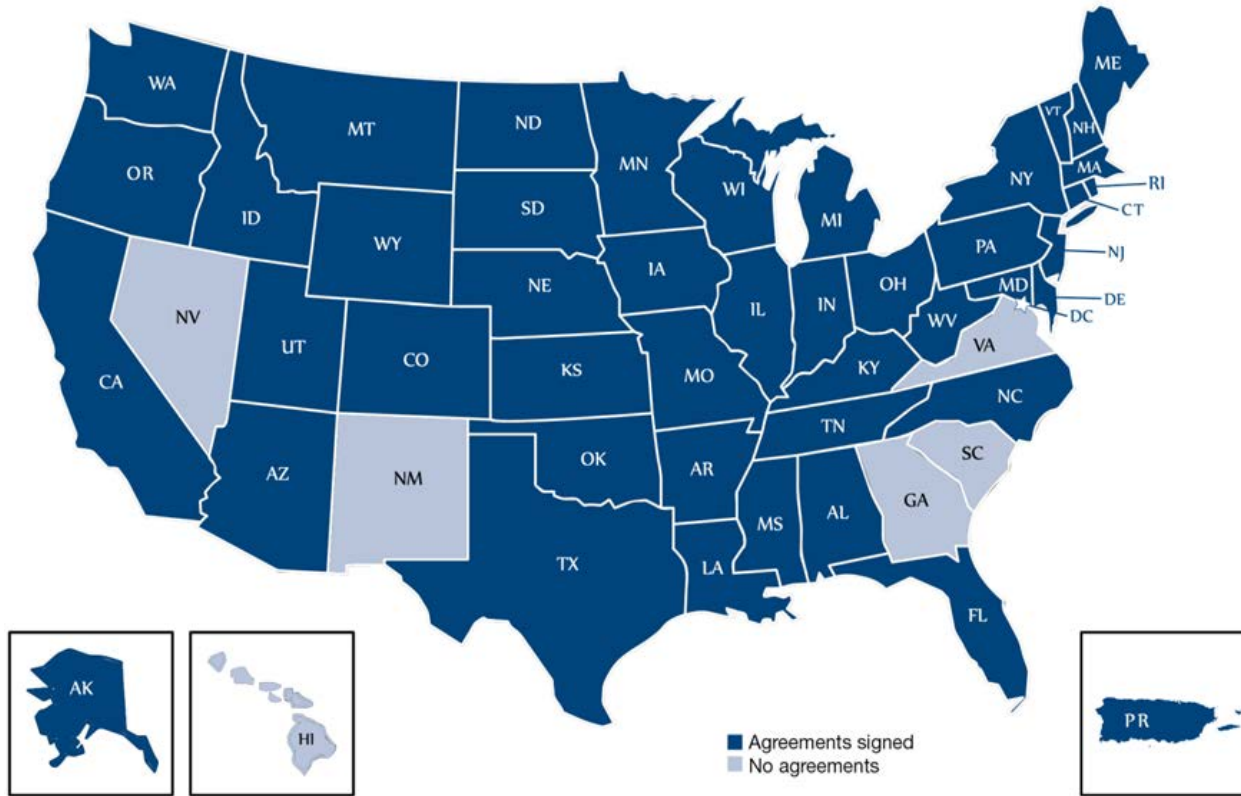 WA
MT
ND
MN
ME
VT
NH
OR
ID
SD
WI
MI
NY
MA
RI
CT
WY
IA
PA
NJ
NE
IL
IN
OH
MD
DE
DC
NV
UT
CO
KS
MO
WV
VA
KY
CA
AZ
NM
OK
AR
TN
NC
SC
TX
LA
MS
AL
GA
FL
AK
HI
PR
Agreements signed
No agreements